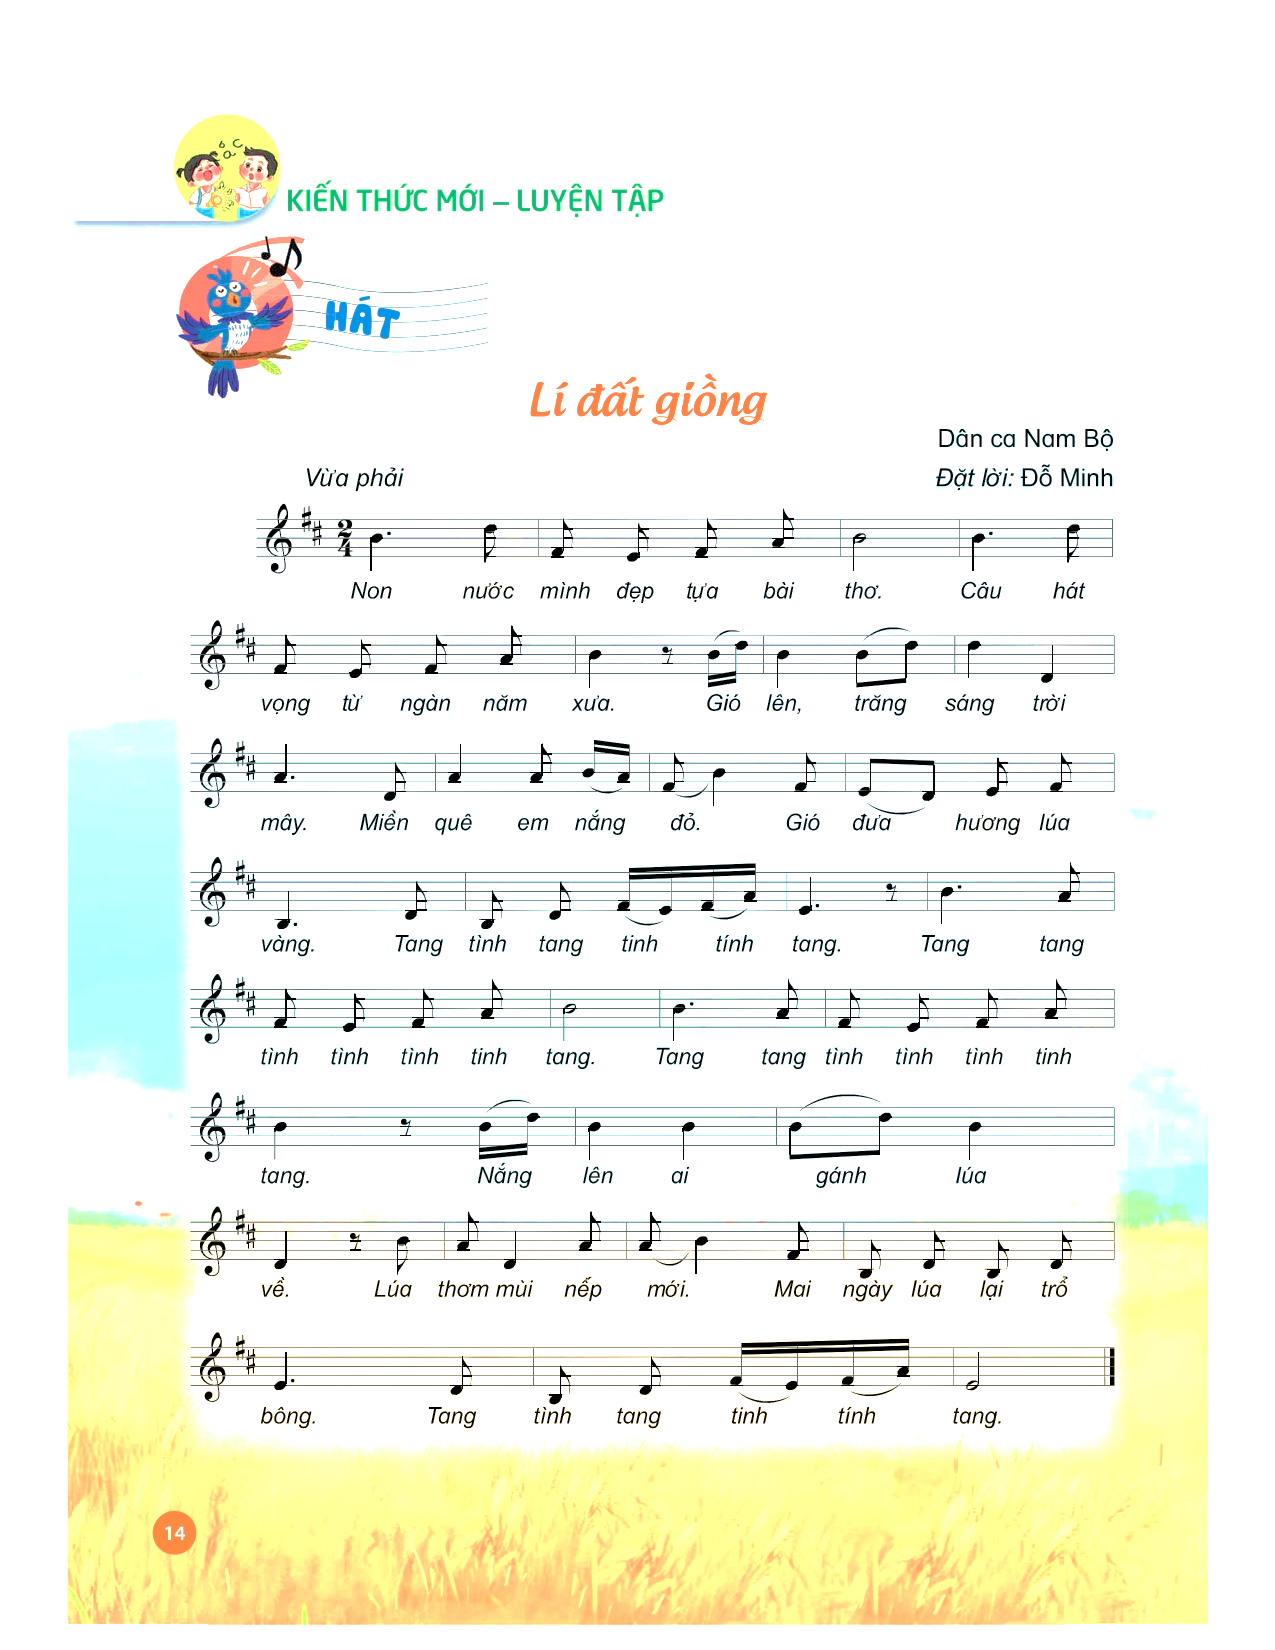 ơ a c
KIẾN THỨC MỚI – LUYỆN TẬP
HÁT
Lí đất giồng
Dân ca Nam Bộ
Vừa phải
Đặt lời: Đỗ Minh
2
4
Non nước mình đẹp tựa bài thơ. Câu hát
vọng từ ngàn năm xưa. Gió lên, trăng sáng trời
mây. Miền quê em nắng đỏ. Gió đưa hương lúa
vàng. Tang tình tang tinh tính tang. Tang tang
tình tình tình tinh tang. Tang tang tình tình tình tinh
tang. Nắng lên ai gánh lúa
về. Lúa thơm mùi nếp mới. Mai ngày lúa lại trổ
bông. Tang tình tang tinh tính tang.
14